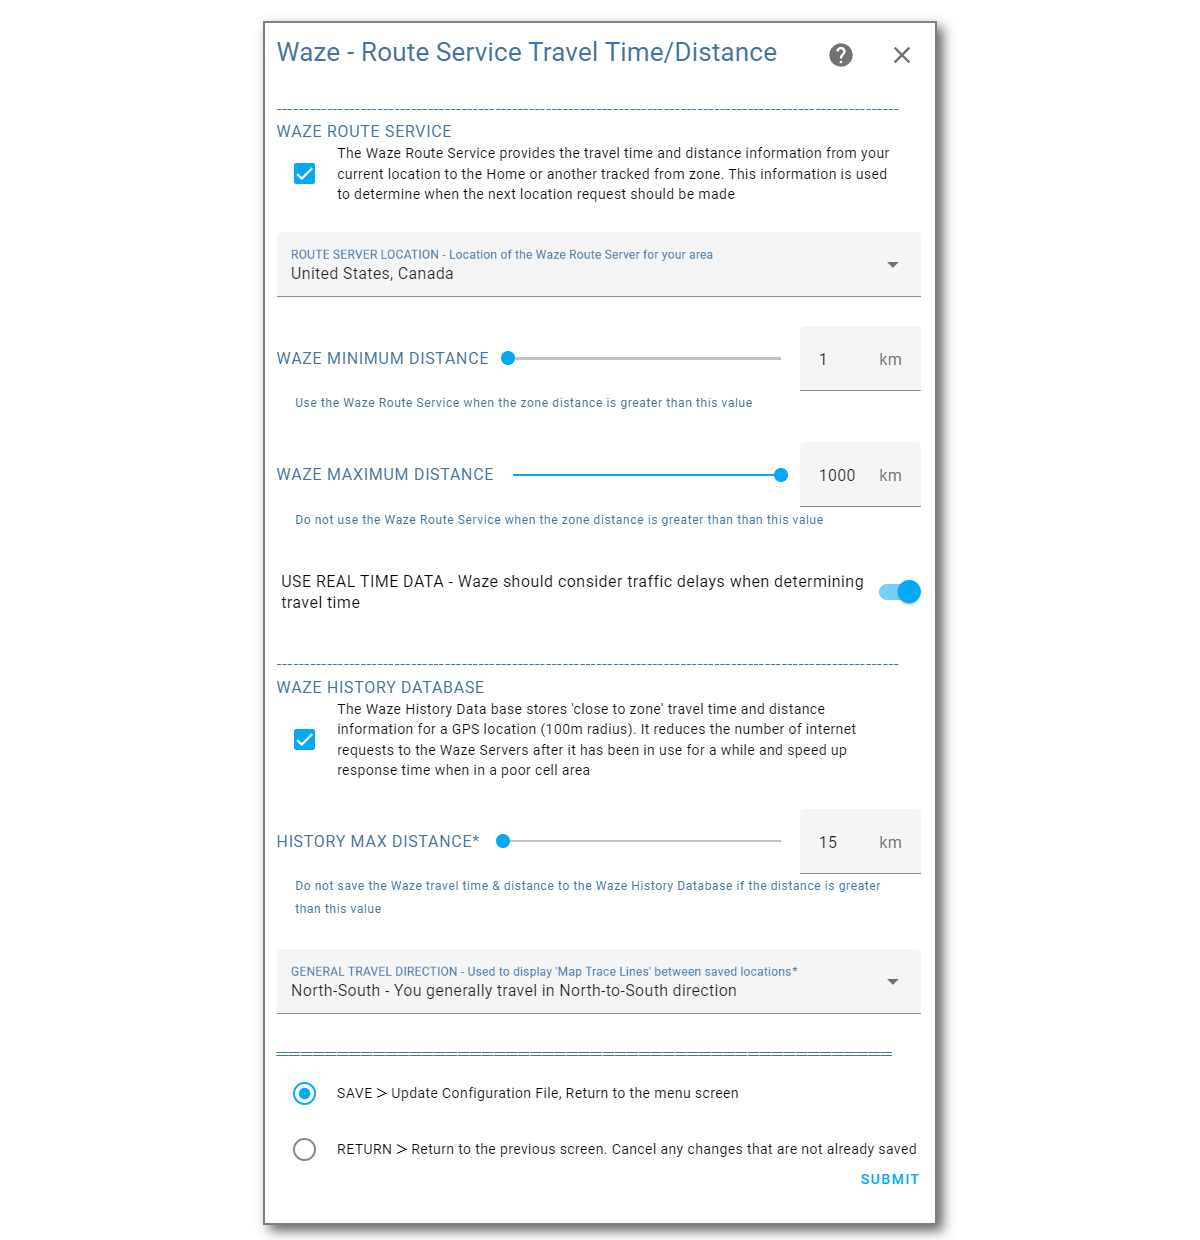 Waze - Route Service Travel Time/Distance
WAZE ROUTE SERVICE
The Waze Route Service provides the travel time and distance information from your
current location to the Home or another tracked from zone. This information is used
to determine when the next location request should be made
ROUTE SERVER LOCATION - Location of the Waze Route Server for your area
United States, Canada
WAZE MINIMUM DISTANCE 1 km
Use the Waze Route Service when the zone distance is greater than this value
WAZE MAXIMUM DISTANCE 1000 km
Do not use the Waze Route Service when the zone distance is greater than than this value
USE REAL TIME DATA - Waze should consider traffic delays when determining
travel time
WAZE HISTORY DATABASE
The Waze History Data base stores 'close to zone' travel time and distance
information for a GPS location (100m radius). It reduces the number of internet
requests to the Waze Servers after it has been in use for a while and speed up
response time when in a poor cell area
HISTORY MAX DISTANCE* 15 km
Do not save the Waze travel time & distance to the Waze History Database if the distance is greater
than this value
GENERAL TRAVEL DIRECTION - Used to display 'Map Trace Lines' between saved locations*
North-South - You generally travel in North-to-South direction
SAVE > Update Configuration File, Return to the menu screen
RETURN > Return to the previous screen. Cancel any changes that are not already saved
SUBMIT